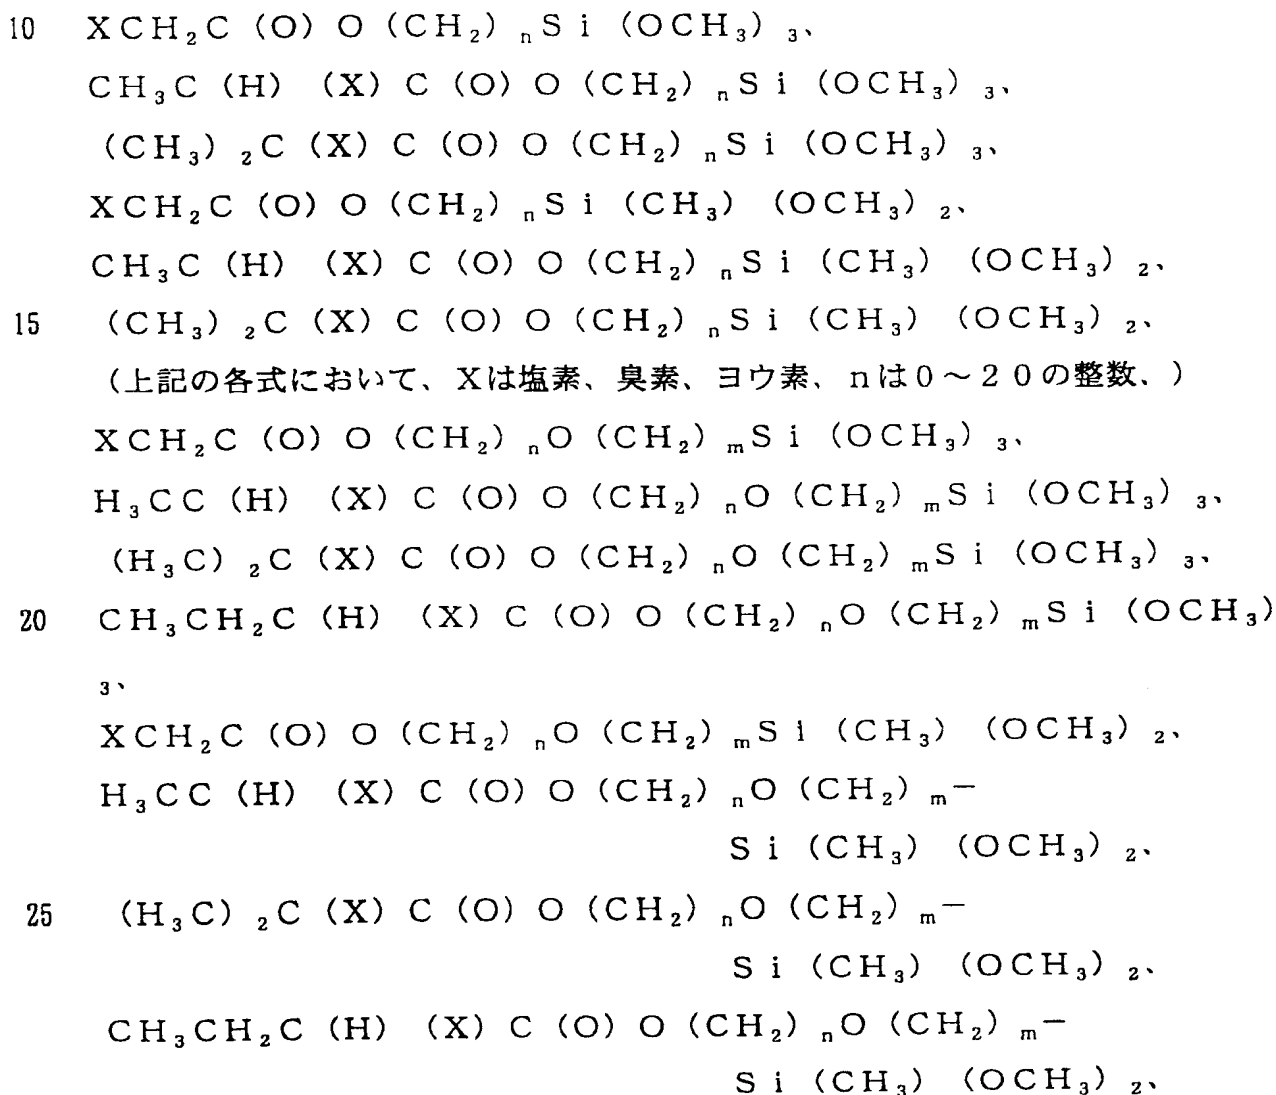 10 XCH₂C（O）O（CH₂）ₙSi（OCH₃）₃、
CH₃C（H）（X）C（O）O（CH₂）ₙSi（OCH₃）₃、
（CH₃）₂C（X）C（O）O（CH₂）ₙSi（OCH₃）₃、
XCH₂C（O）O（CH₂）ₙSi（CH₃）（OCH₃）₂、
CH₃C（H）（X）C（O）O（CH₂）ₙSi（CH₃）（OCH₃）₂、
15 （CH₃）₂C（X）C（O）O（CH₂）ₙSi（CH₃）（OCH₃）₂、
（上記の各式において、Xは塩素、臭素、ヨウ素、nは0～20の整数、）
XCH₂C（O）O（CH₂）ₙO（CH₂）ₘSi（OCH₃）₃、
H₃CC（H）（X）C（O）O（CH₂）ₙO（CH₂）ₘSi（OCH₃）₃、
（H₃C）₂C（X）C（O）O（CH₂）ₙO（CH₂）ₘSi（OCH₃）₃、
20 CH₃CH₂C（H）（X）C（O）O（CH₂）ₙO（CH₂）ₘSi（OCH₃）
₃、
XCH₂C（O）O（CH₂）ₙO（CH₂）ₘSi（CH₃）（OCH₃）₂、
H₃CC（H）（X）C（O）O（CH₂）ₙO（CH₂）ₘ－
Si（CH₃）（OCH₃）₂、
25 （H₃C）₂C（X）C（O）O（CH₂）ₙO（CH₂）ₘ－
Si（CH₃）（OCH₃）₂、
CH₃CH₂C（H）（X）C（O）O（CH₂）ₙO（CH₂）ₘ－
Si（CH₃）（OCH₃）₂、